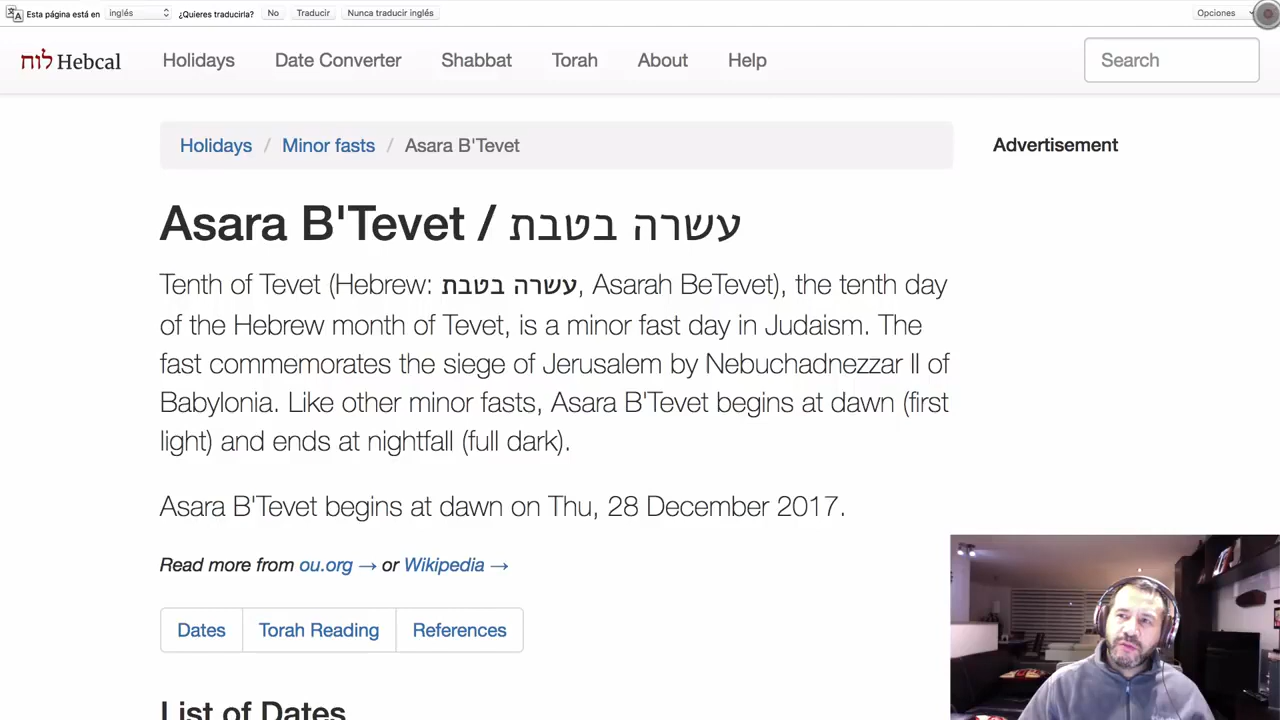 Esta página está en inglés ¿Quieres traducirla? No Traducir Nunca traducir inglés Opciones
לוח Hebcal Holidays Date Converter Shabbat Torah About Help Search
Holidays / Minor fasts / Asara B'Tevet
Advertisement
Asara B'Tevet / עשרה בטבת
Tenth of Tevet (Hebrew: עשרה בטבת, Asarah BeTevet), the tenth day
of the Hebrew month of Tevet, is a minor fast day in Judaism. The
fast commemorates the siege of Jerusalem by Nebuchadnezzar II of
Babylonia. Like other minor fasts, Asara B'Tevet begins at dawn (first
light) and ends at nightfall (full dark).
Asara B'Tevet begins at dawn on Thu, 28 December 2017.
Read more from ou.org → or Wikipedia →
Dates Torah Reading References
List of Dates